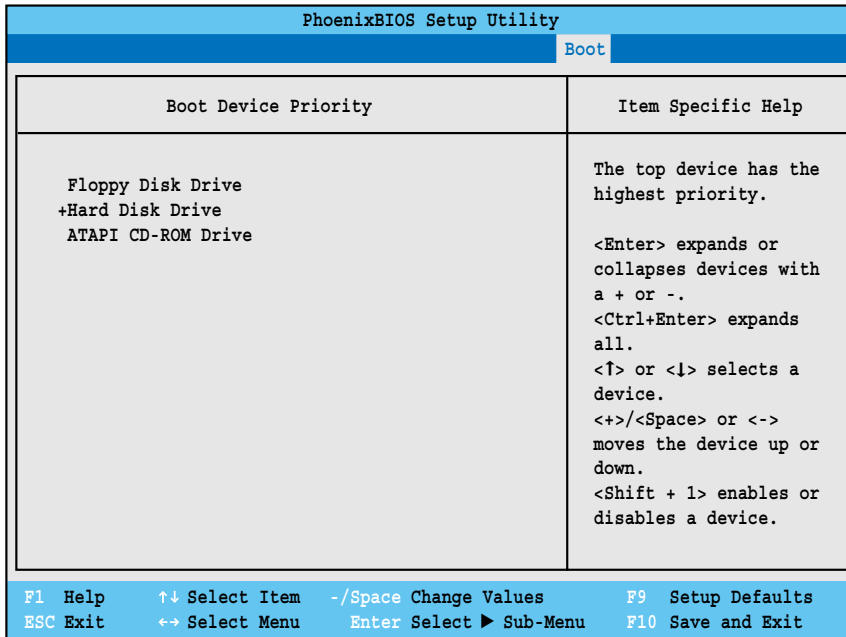 PhoenixBIOS Setup Utility
Boot
Boot Device Priority
Floppy Disk Drive
+Hard Disk Drive
ATAPI CD-ROM Drive
Item Specific Help
The top device has the
highest priority.
<Enter> expands or
collapses devices with
a + or -.
<Ctrl+Enter> expands
all.
<↑> or <↓> selects a
device.
<+>/<Space> or <->
moves the device up or
down.
<Shift + 1> enables or
disables a device.
F1 Help ↑↓ Select Item -/Space Change Values F9 Setup Defaults
ESC Exit ←→ Select Menu Enter Select ▶ Sub-Menu F10 Save and Exit